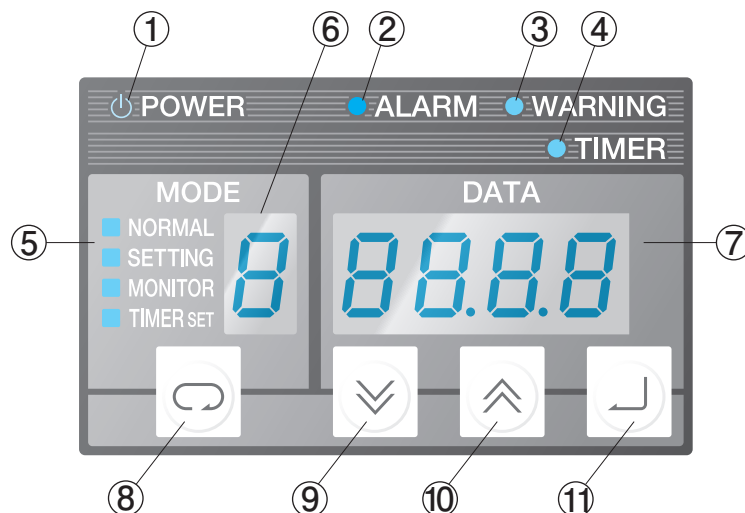 ① ⑥ ② ③ ④
POWER ALARM WARNING
TIMER
MODE DATA
⑤ NORMAL 8 88.8.8 ⑦
SETTING
MONITOR
TIMER SET
⑧ ⑨ ⑩ ⑪